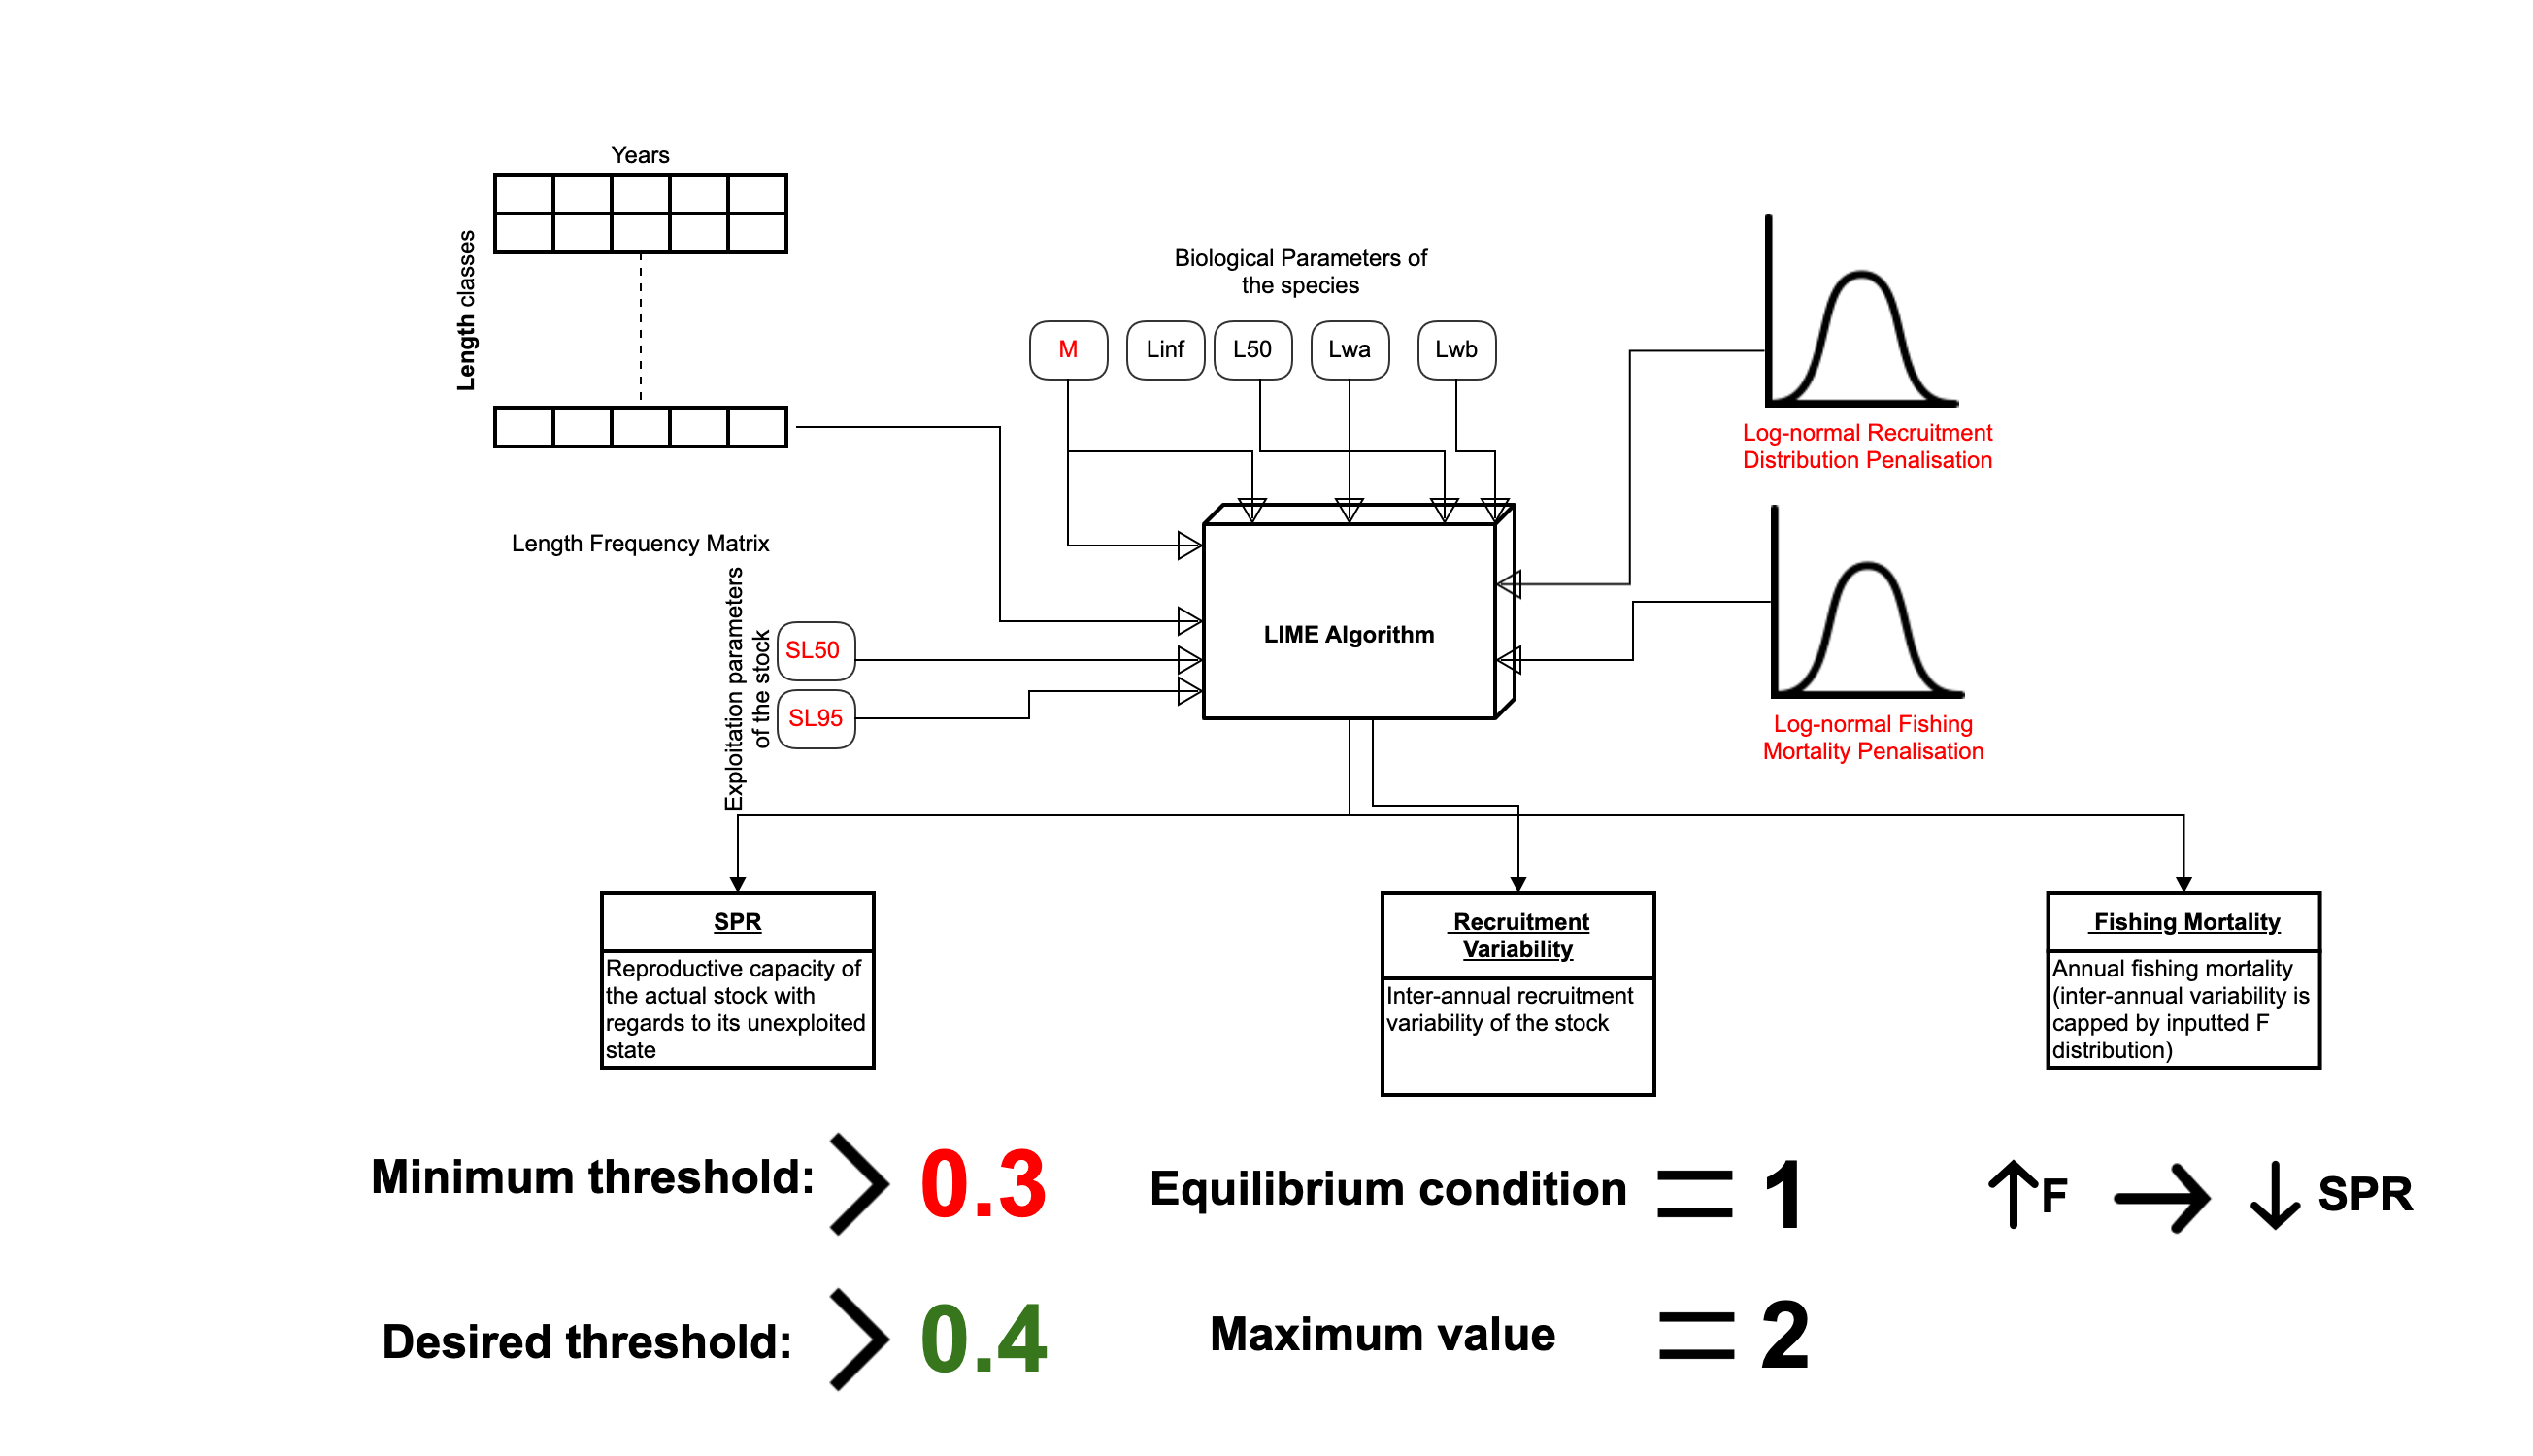 Years
Length classes
Length Frequency Matrix
Biological Parameters of
the species
M
Linf
L50
Lwa
Lwb
Log-normal Recruitment
Distribution Penalisation
Exploitation parameters
of the stock
SL50
SL95
LIME Algorithm
Log-normal Fishing
Mortality Penalisation
SPR
Reproductive capacity of
the actual stock with
regards to its unexploited
state
Recruitment
Variability
Inter-annual recruitment
variability of the stock
Fishing Mortality
Annual fishing mortality
(inter-annual variability is
capped by inputted F
distribution)
Minimum threshold: > 0.3
Equilibrium condition = 1
↑F → ↓ SPR
Desired threshold: > 0.4
Maximum value = 2